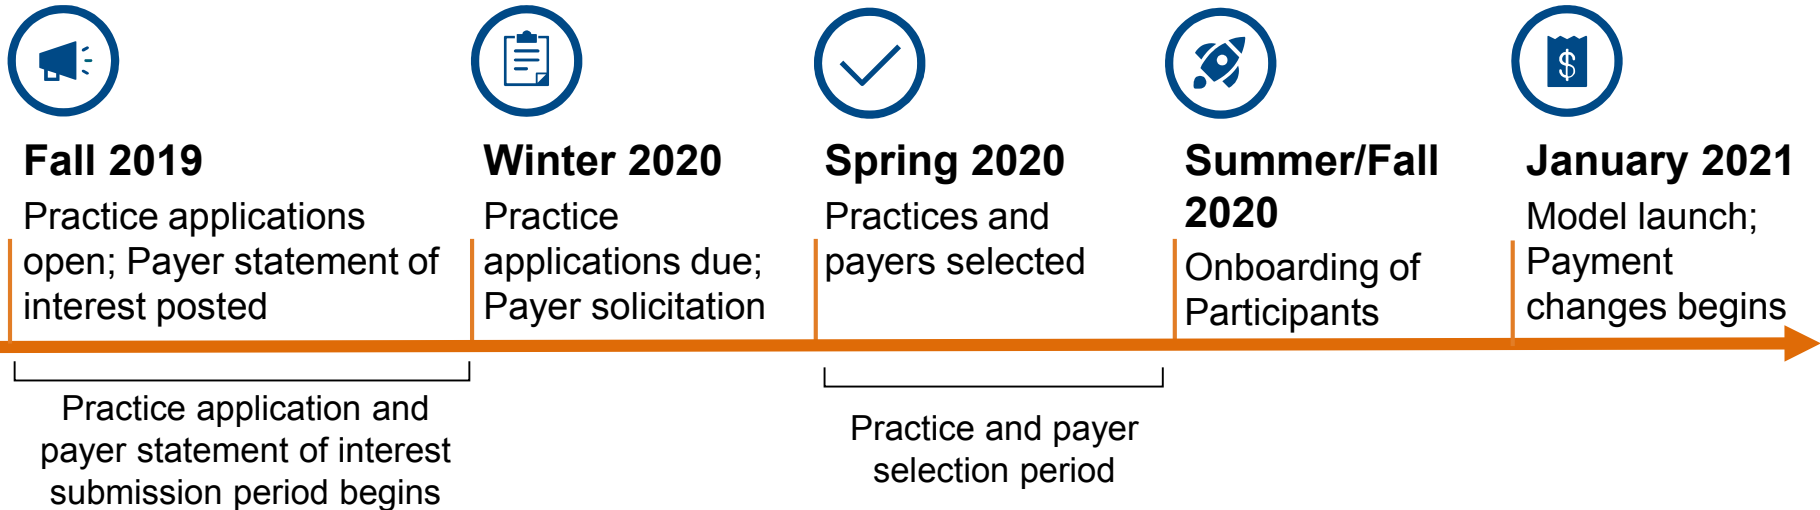 Fall 2019
Practice applications
open; Payer statement of
interest posted
Winter 2020
Practice
applications due;
Payer solicitation
Spring 2020
Practices and
payers selected
Summer/Fall
2020
Onboarding of
Participants
$
January 2021
Model launch;
Payment
changes begins
Practice application and
payer statement of interest
submission period begins
Practice and payer
selection period